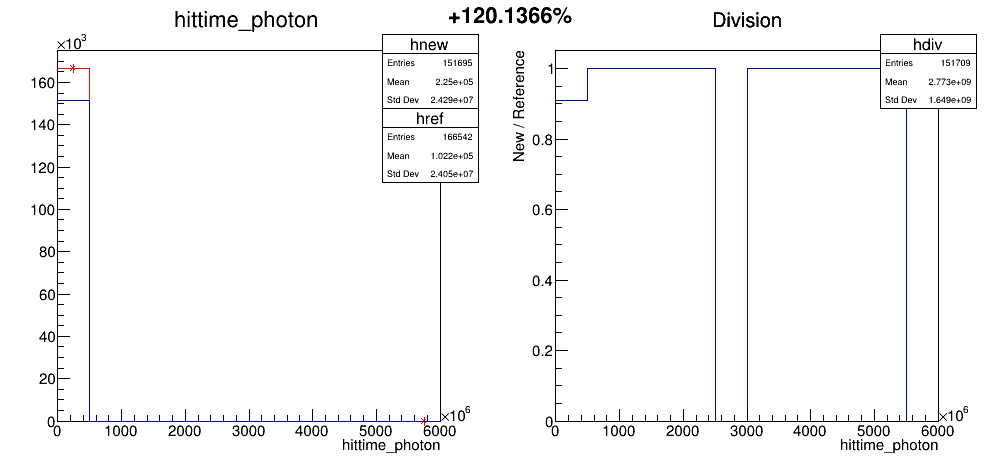 +120.1366%
hittime_photon
×10³
hnew
Entries 151695
Mean 2.25e+05
Std Dev 2.429e+07
href
Entries 166542
Mean 1.022e+05
Std Dev 2.405e+07
160
140
120
100
80
60
40
20
0
0 1000 2000 3000 4000 5000 6000
×10⁶
hittime_photon
Division
hdiv
Entries 151709
Mean 2.773e+09
Std Dev 1.649e+09
New / Reference
1
0.8
0.6
0.4
0.2
0
0 1000 2000 3000 4000 5000 6000
×10⁶
hittime_photon